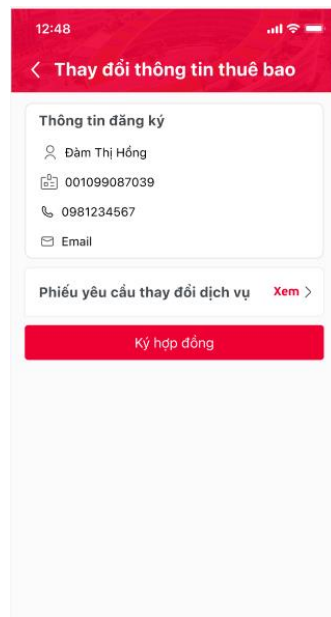 12:48
Thay đổi thông tin thuê bao
Thông tin đăng ký
Đàm Thị Hồng
001099087039
0981234567
Email
Phiếu yêu cầu thay đổi dịch vụ Xem
Ký hợp đồng